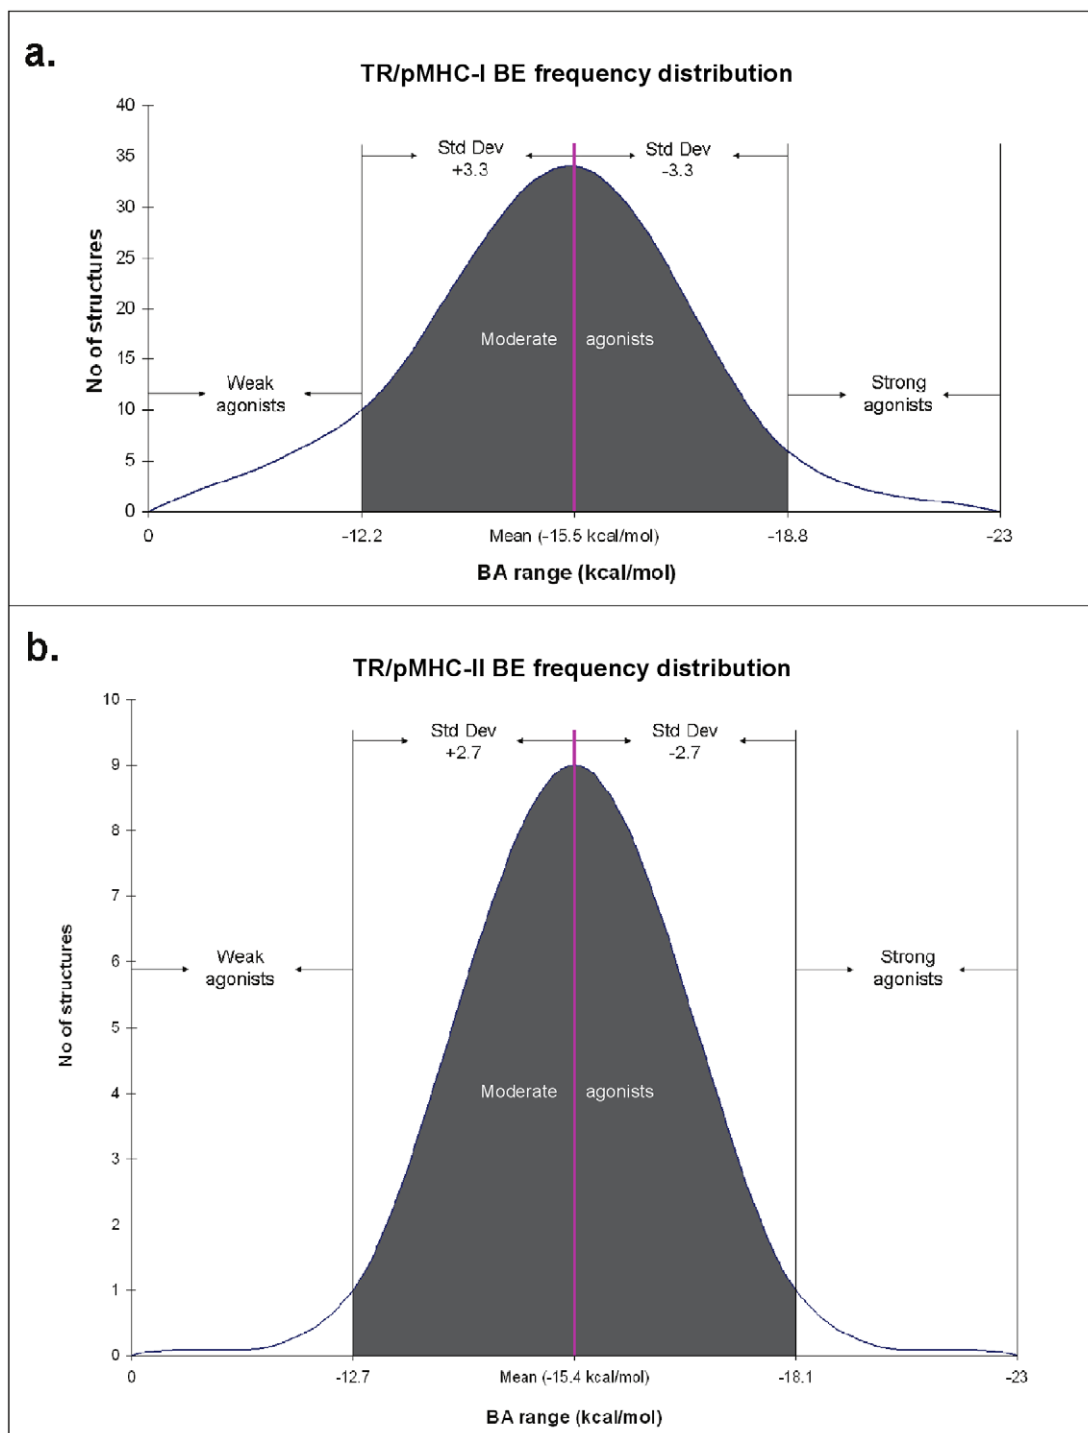 a.
TR/pMHC-I BE frequency distribution
40
35
30
25
20
15
10
5
0
No of structures
Std Dev
+3.3
Std Dev
-3.3
Moderate agonists
Weak
agonists
Strong
agonists
0
-12.2
Mean (-15.5 kcal/mol)
-18.8
-23
BA range (kcal/mol)
b.
TR/pMHC-II BE frequency distribution
10
9
8
7
6
5
4
3
2
1
0
No of structures
Std Dev
+2.7
Std Dev
-2.7
Weak
agonists
Strong
agonists
Moderate agonists
0
-12.7
Mean (-15.4 kcal/mol)
-18.1
-23
BA range (kcal/mol)